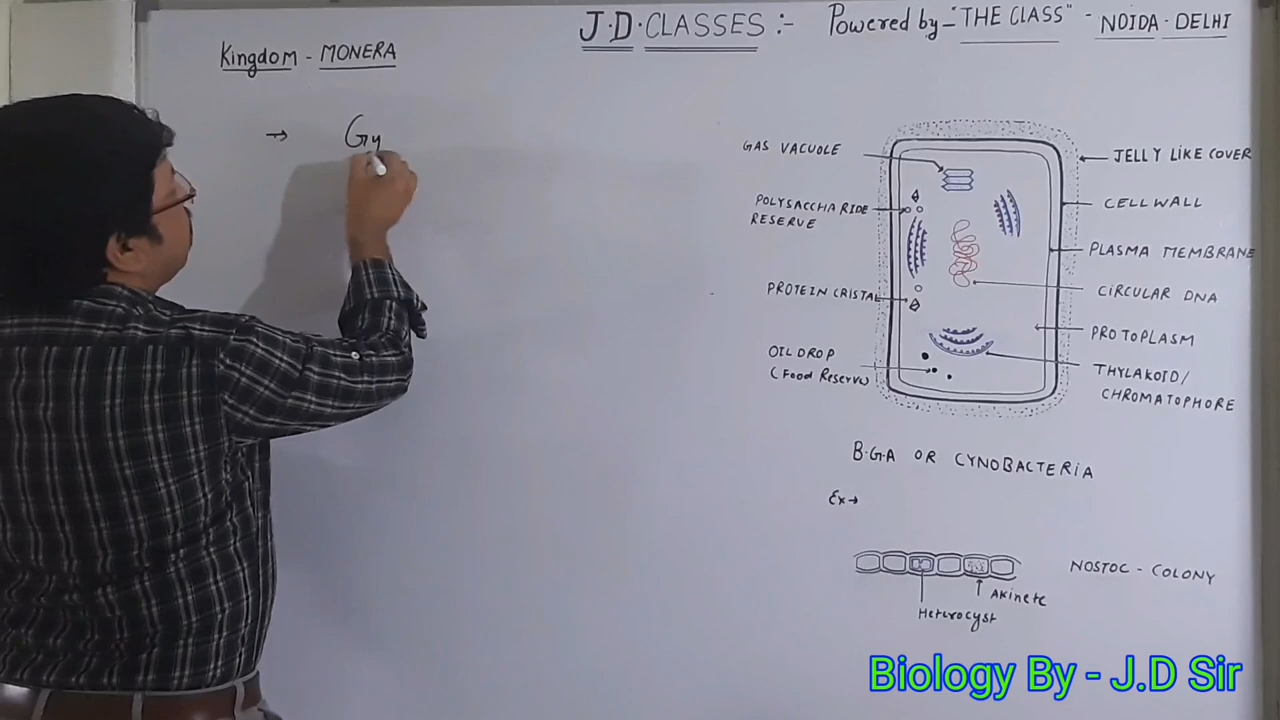 J.D. CLASSES :- Powered by - "THE CLASS" - NOIDA - DELHI
Kingdom - MONERA
→ Gy
GAS VACUOLE
POLYSACCHARIDE
RESERVE
PROTEIN CRISTAL
OIL DROP
(Food Reserve)
JELLY LIKE COVER
CELL WALL
PLASMA MEMBRANE
CIRCULAR DNA
PROTOPLASM
THYLAKOID/
CHROMATOPHORE
B.G.A OR CYNOBACTERIA
Ex →
NOSTOC - COLONY
Akinete
Heterocyst
Biology By - J.D Sir